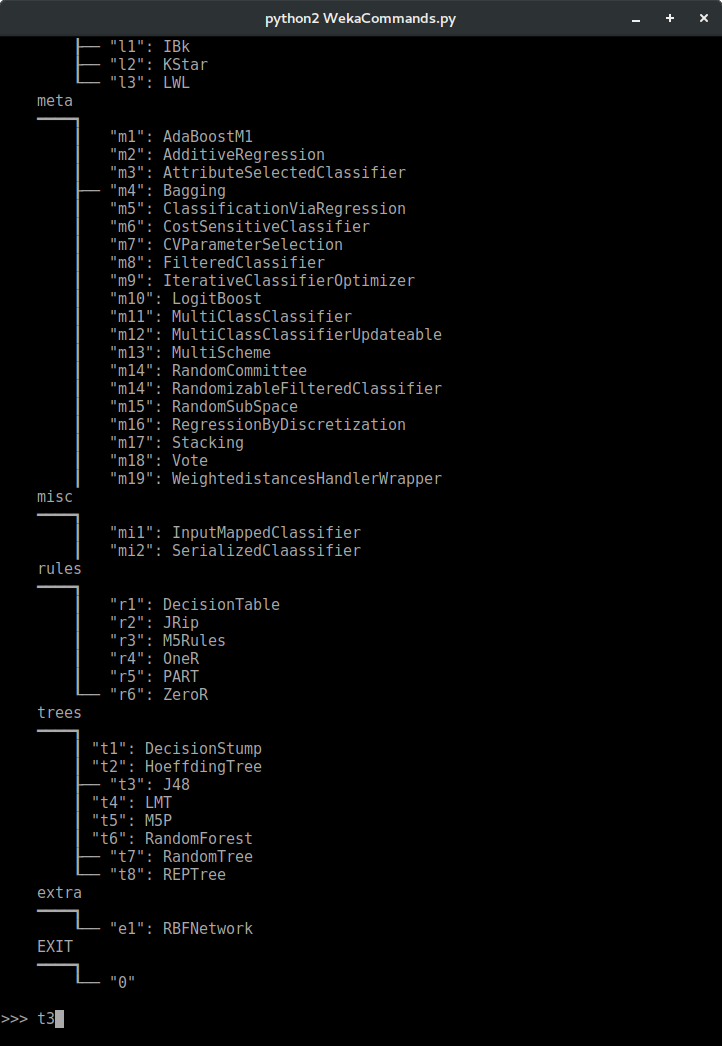 python2 WekaCommands.py
"l1": IBk
"l2": KStar
"l3": LWL
meta
"m1": AdaBoostM1
"m2": AdditiveRegression
"m3": AttributeSelectedClassifier
"m4": Bagging
"m5": ClassificationViaRegression
"m6": CostSensitiveClassifier
"m7": CVParameterSelection
"m8": FilteredClassifier
"m9": IterativeClassifierOptimizer
"m10": LogitBoost
"m11": MultiClassClassifier
"m12": MultiClassClassifierUpdateable
"m13": MultiScheme
"m14": RandomCommittee
"m14": RandomizableFilteredClassifier
"m15": RandomSubSpace
"m16": RegressionByDiscretization
"m17": Stacking
"m18": Vote
"m19": WeightedistancesHandlerWrapper
misc
"mi1": InputMappedClassifier
"mi2": SerializedClaassifier
rules
"r1": DecisionTable
"r2": JRip
"r3": M5Rules
"r4": OneR
"r5": PART
"r6": ZeroR
trees
"t1": DecisionStump
"t2": HoeffdingTree
"t3": J48
"t4": LMT
"t5": M5P
"t6": RandomForest
"t7": RandomTree
"t8": REPTree
extra
"e1": RBFNetwork
EXIT
"0"
>>> t3